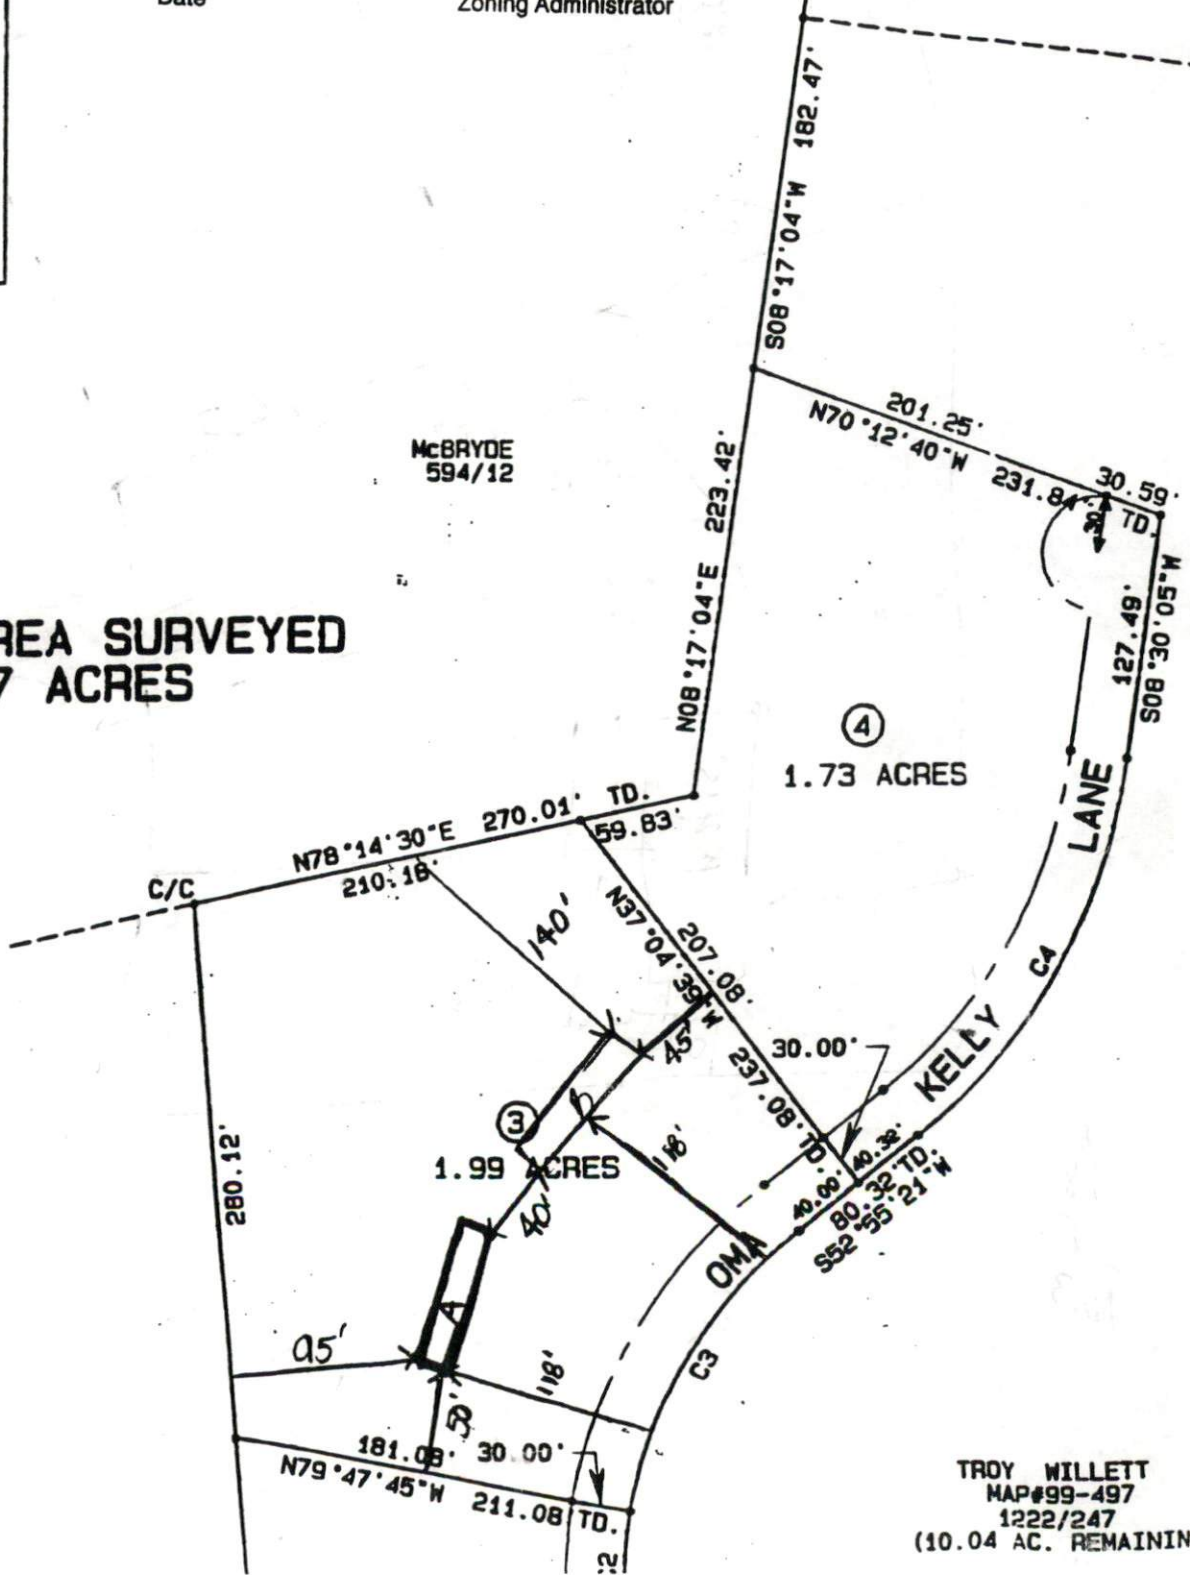 Date
Zoning Administrator
182.47'
S08°17'04"W
201.25'
N70°12'40"W
231.84'
30.59'
TD.
30
McBRYDE
594/12
223.42'
N08°17'04"E
127.49'
S08°30'05"W
REA SURVEYED
7 ACRES
4
1.73 ACRES
LANE
N78°14'30"E 270.01' TD.
59.83'
C/C
210.18'
140'
N37°04'39"W
207.08'
C4
45'
237.08' TD.
30.00'
KELLY
B
3
118'
1.99 ACRES
280.12'
40'
40.32'
40.00'
80.32' TD.
S52°55'21"W
OMA
A
95'
118'
C3
50'
181.08' 30.00'
N79°47'45"W 211.08 TD.
TROY WILLETT
MAP#99-497
1222/247
(10.04 AC. REMAININ